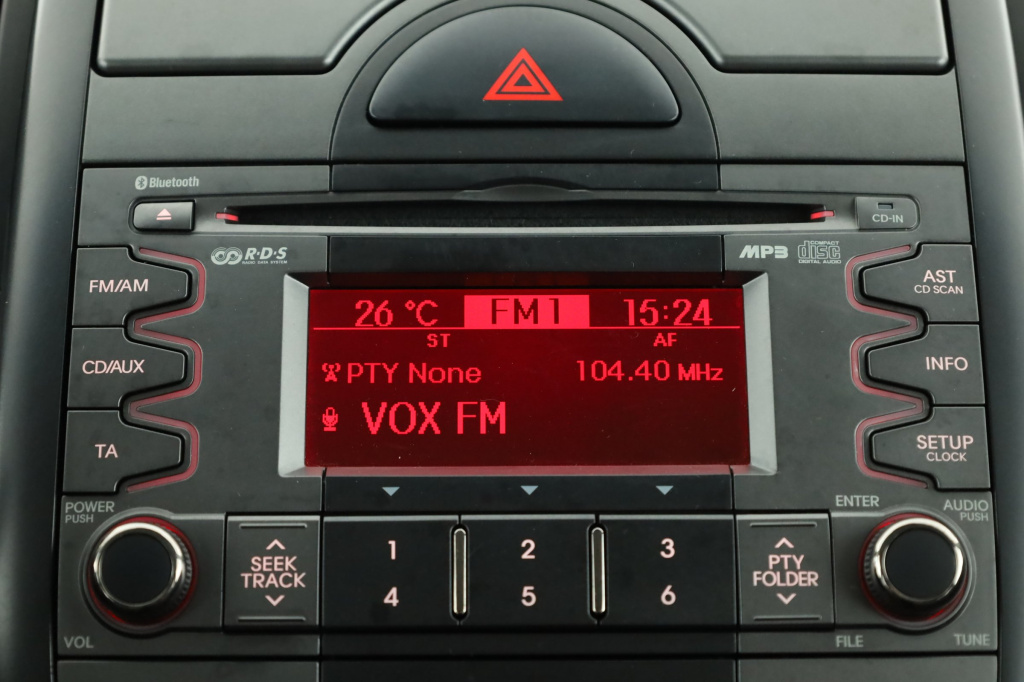 Bluetooth
CD-IN
R·D·S
RADIO DATA SYSTEM
MP3
COMPACT
disc
DIGITAL AUDIO
FM/AM
26 °C FM1 15:24
AST
CD SCAN
ST AF
CD/AUX
PTY None 104.40 MHz
INFO
VOX FM
TA
SETUP
CLOCK
POWER
PUSH
ENTER
AUDIO
PUSH
SEEK
TRACK
1 2 3
4 5 6
PTY
FOLDER
VOL
FILE
TUNE